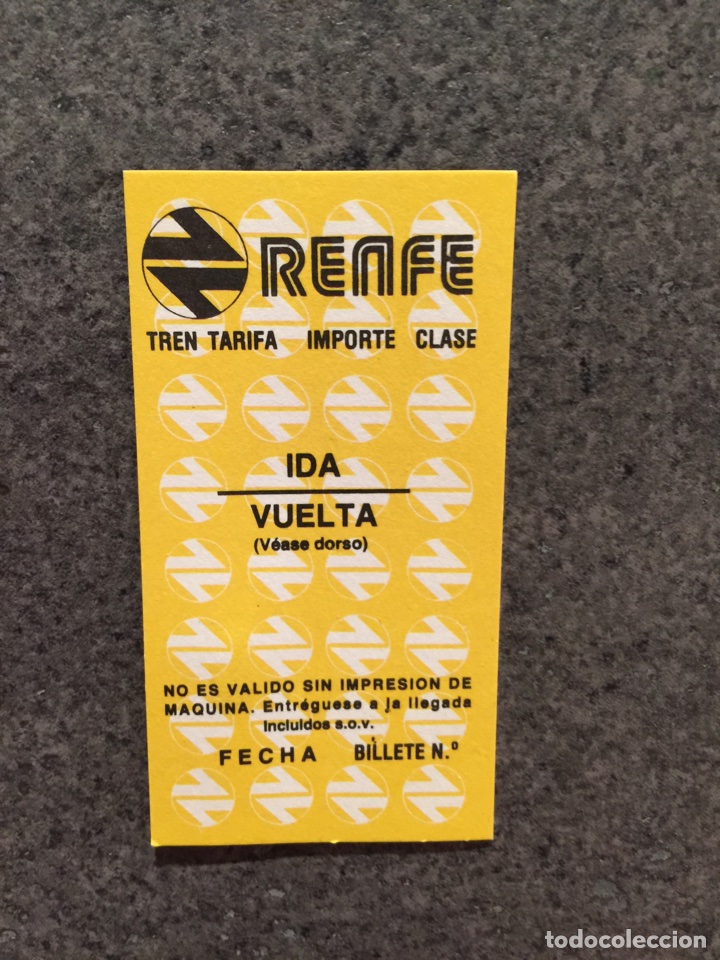 RENFE
TREN TARIFA IMPORTE CLASE
IDA
VUELTA
(Véase dorso)
NO ES VALIDO SIN IMPRESION DE
MAQUINA. Entréguese a la llegada
incluidos s.o.v.
FECHA BILLETE N.º
todocoleccion